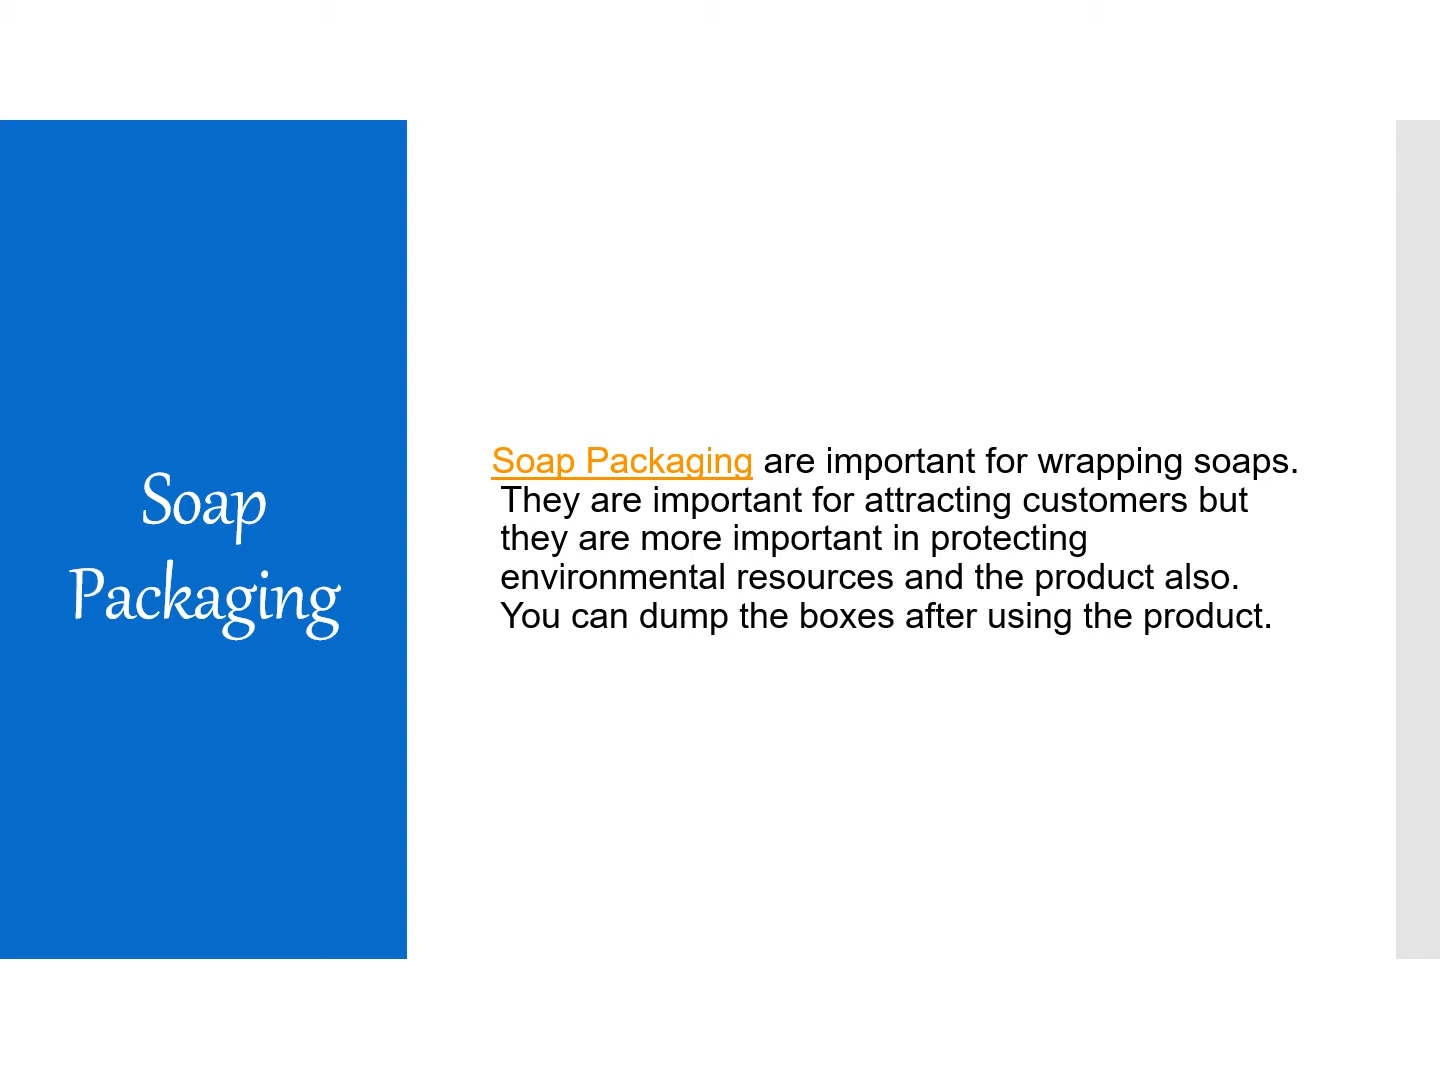 Soap
Packaging
Soap Packaging are important for wrapping soaps.
They are important for attracting customers but
they are more important in protecting
environmental resources and the product also.
You can dump the boxes after using the product.